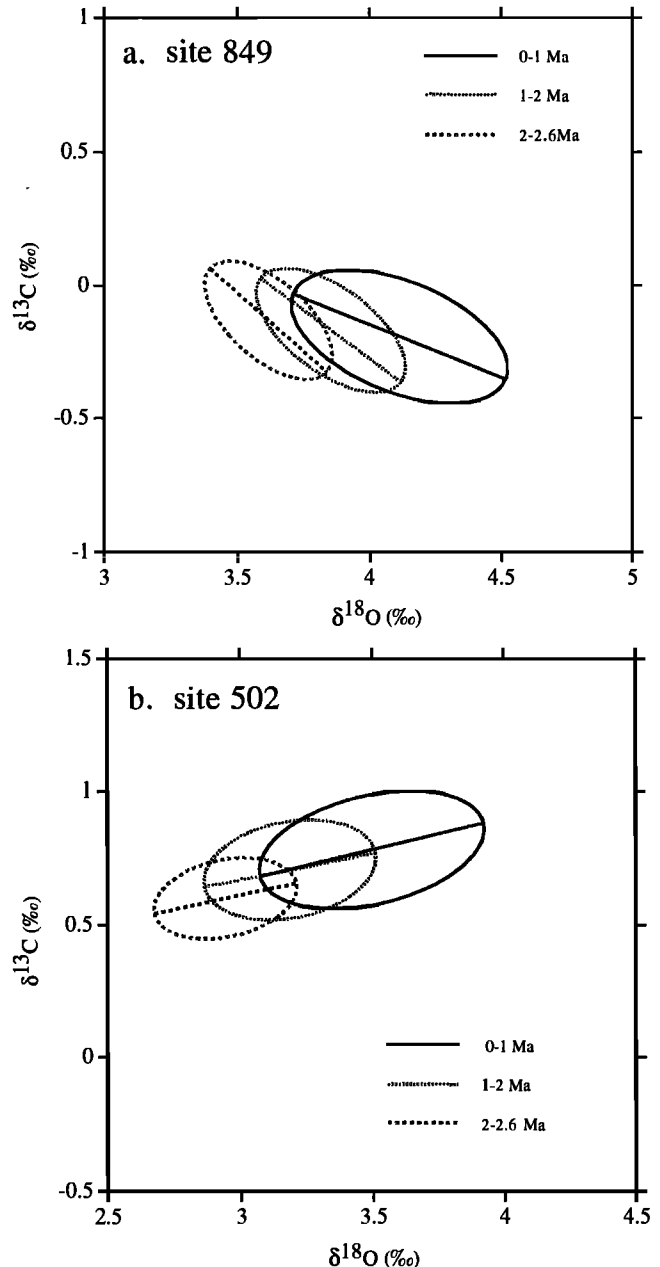 a. site 849
0-1 Ma
1-2 Ma
2-2.6Ma
1
0.5
0
-0.5
-1
δ13C (‰)
3
3.5
4
4.5
5
δ18O (‰)
b. site 502
1.5
1
0.5
0
-0.5
δ13C (‰)
0-1 Ma
1-2 Ma
2-2.6 Ma
2.5
3
3.5
4
4.5
δ18O (‰)